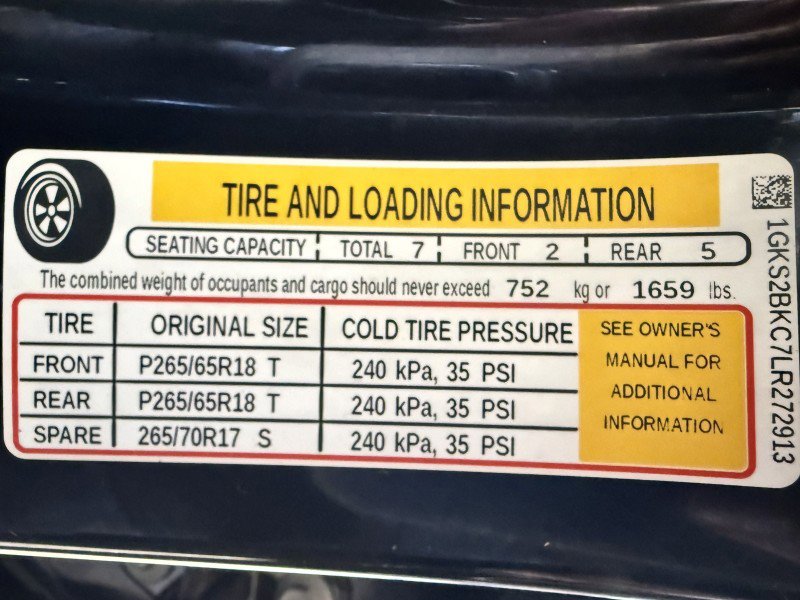 TIRE AND LOADING INFORMATION
SEATING CAPACITY TOTAL 7 FRONT 2 REAR 5
The combined weight of occupants and cargo should never exceed 752 kg or 1659 lbs.
TIRE ORIGINAL SIZE COLD TIRE PRESSURE
FRONT P265/65R18 T 240 kPa, 35 PSI
REAR P265/65R18 T 240 kPa, 35 PSI
SPARE 265/70R17 S 240 kPa, 35 PSI
SEE OWNER'S
MANUAL FOR
ADDITIONAL
INFORMATION
1GKS2BKC7LR272913